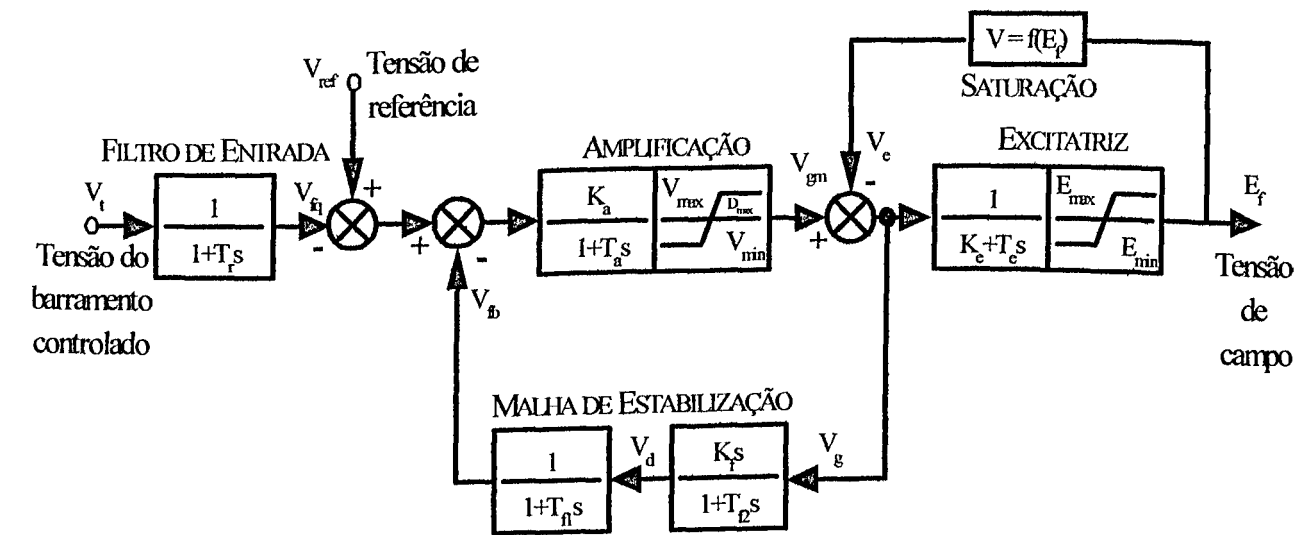 V = f(E_f)
SATURAÇÃO
V_ref
Tensão de
referência
FILTRO DE ENTRADA
V_t
1
1+T_r s
V_fq
+
-
Tensão do
barramento
controlado
+
-
V_fb
AMPLIFICAÇÃO
K_a
1+T_a s
V_max
D_max
V_min
V_gm
V_e
-
+
EXCITATRIZ
1
K_e+T_e s
E_max
E_min
E_f
Tensão
de
campo
MALHA DE ESTABILIZAÇÃO
1
1+T_f1 s
V_d
K_f s
1+T_f2 s
V_g